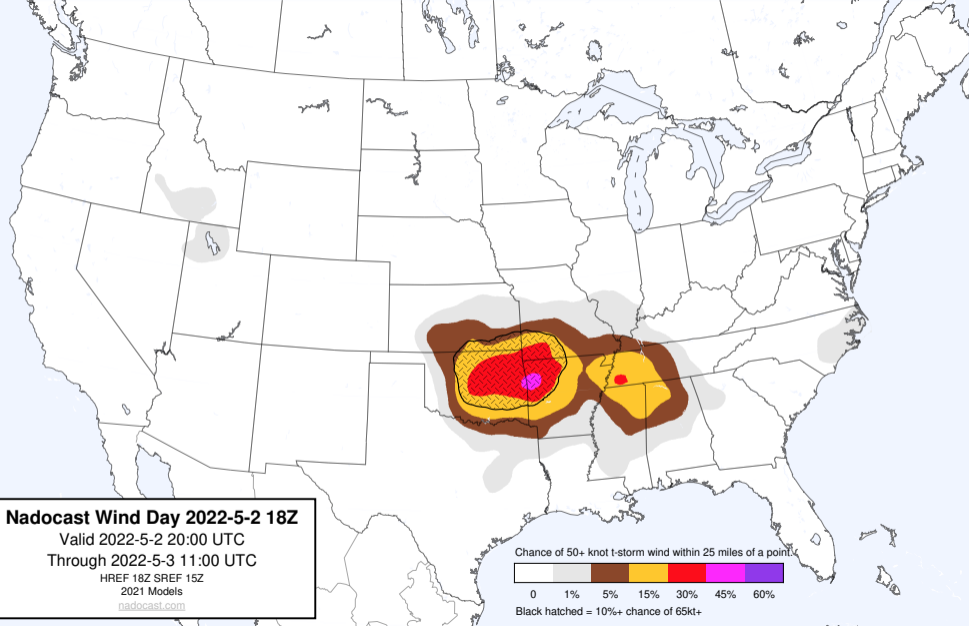 Nadocast Wind Day 2022-5-2 18Z
Valid 2022-5-2 20:00 UTC
Through 2022-5-3 11:00 UTC
HREF 18Z SREF 15Z
2021 Models
nadocast.com
Chance of 50+ knot t-storm wind within 25 miles of a point.
0 1% 5% 15% 30% 45% 60%
Black hatched = 10%+ chance of 65kt+